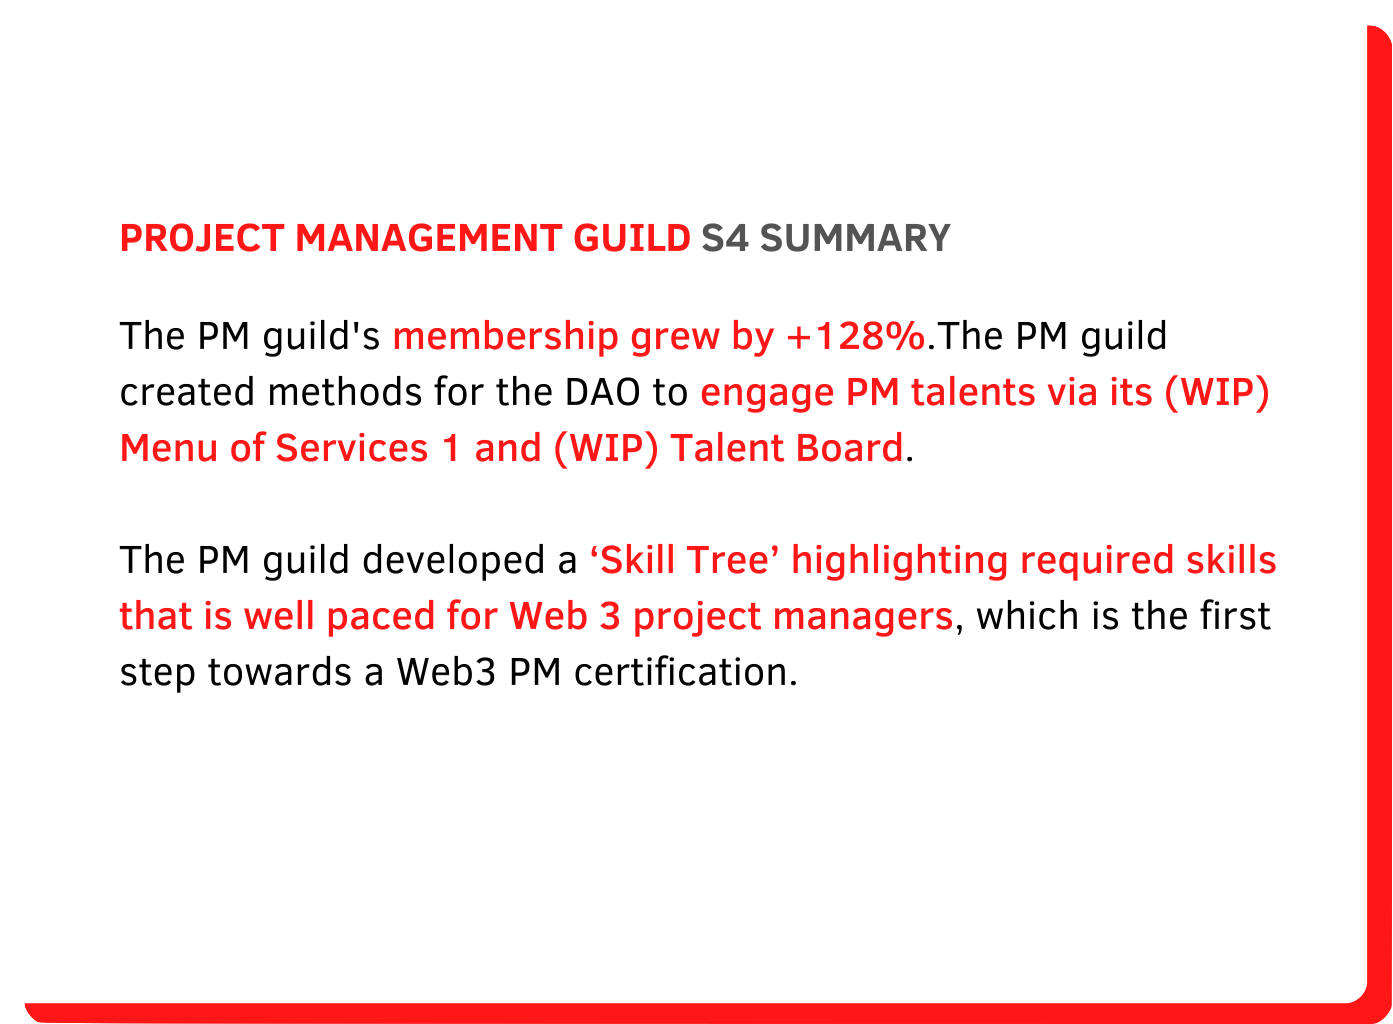 PROJECT MANAGEMENT GUILD S4 SUMMARY
The PM guild's membership grew by +128%.The PM guild
created methods for the DAO to engage PM talents via its (WIP)
Menu of Services 1 and (WIP) Talent Board.
The PM guild developed a ‘Skill Tree’ highlighting required skills
that is well paced for Web 3 project managers, which is the first
step towards a Web3 PM certification.